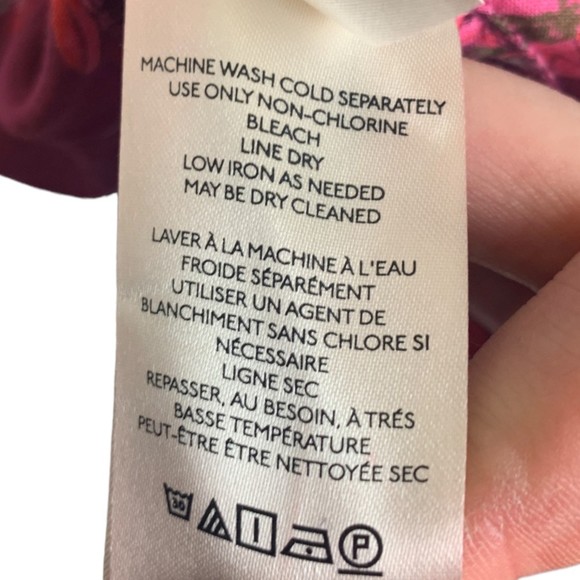 MACHINE WASH COLD SEPARATELY
USE ONLY NON-CHLORINE
BLEACH
LINE DRY
LOW IRON AS NEEDED
MAY BE DRY CLEANED
LAVER À LA MACHINE À L'EAU
FROIDE SÉPARÉMENT
UTILISER UN AGENT DE
BLANCHIMENT SANS CHLORE SI
NÉCESSAIRE
LIGNE SEC
REPASSER, AU BESOIN, À TRÉS
BASSE TEMPÉRATURE
PEUT-ÊTRE ÊTRE NETTOYÉE SEC
30
P